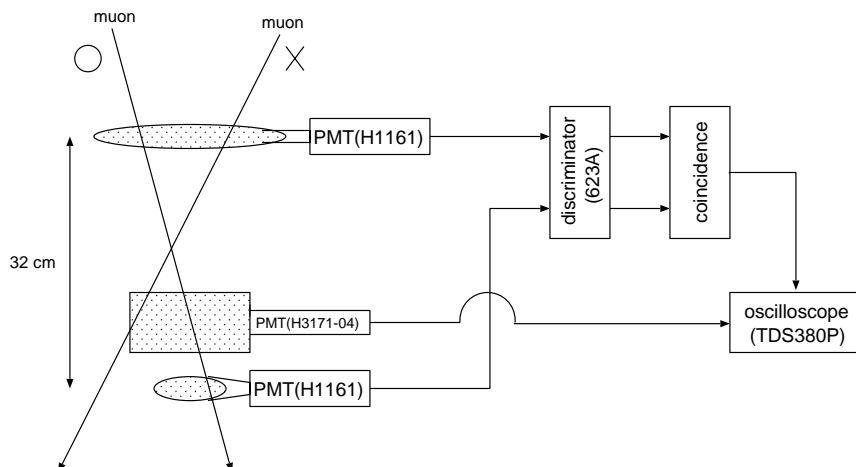 muon
muon
PMT(H1161)
discriminator
(623A)
coincidence
32 cm
PMT(H3171-04)
oscilloscope
(TDS380P)
PMT(H1161)